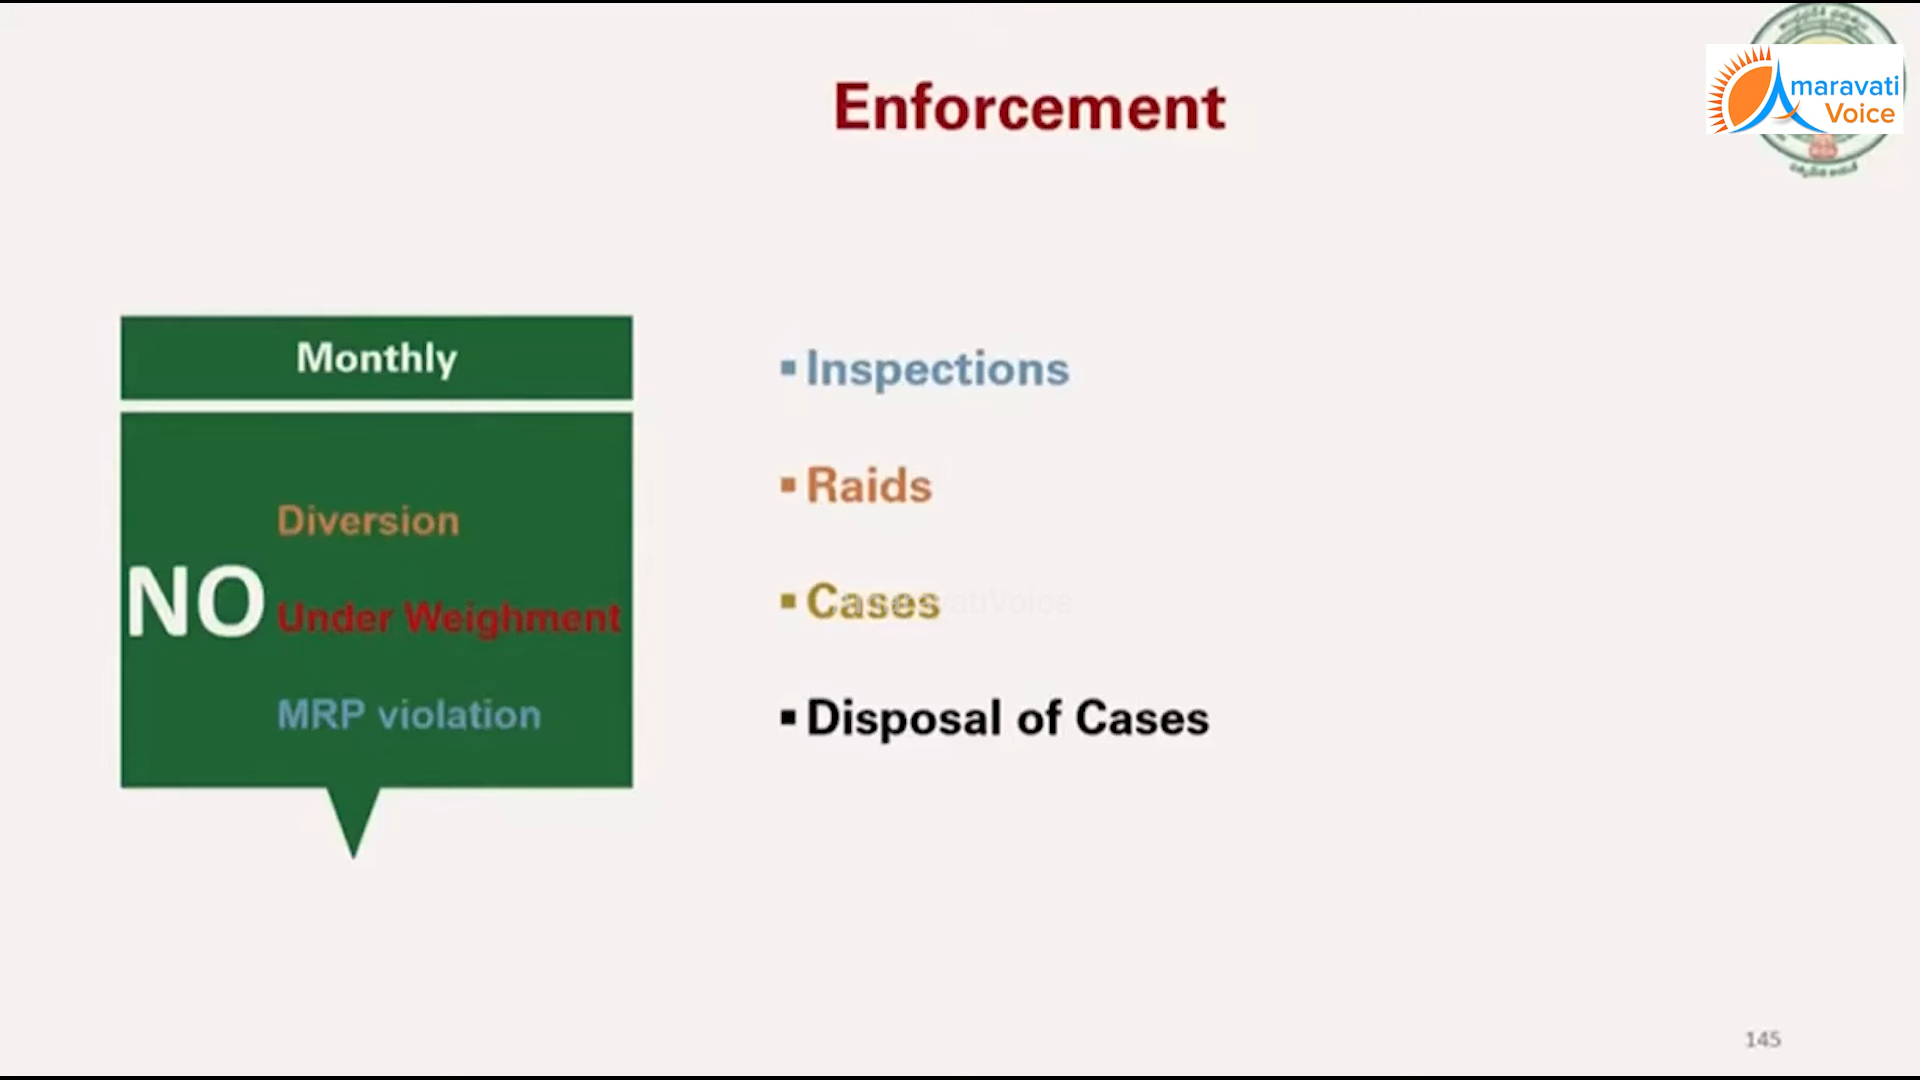 Enforcement
maravati
Voice
Monthly
NO
Diversion
Under Weighment
MRP violation
▪ Inspections
▪ Raids
▪ Cases
▪ Disposal of Cases
145